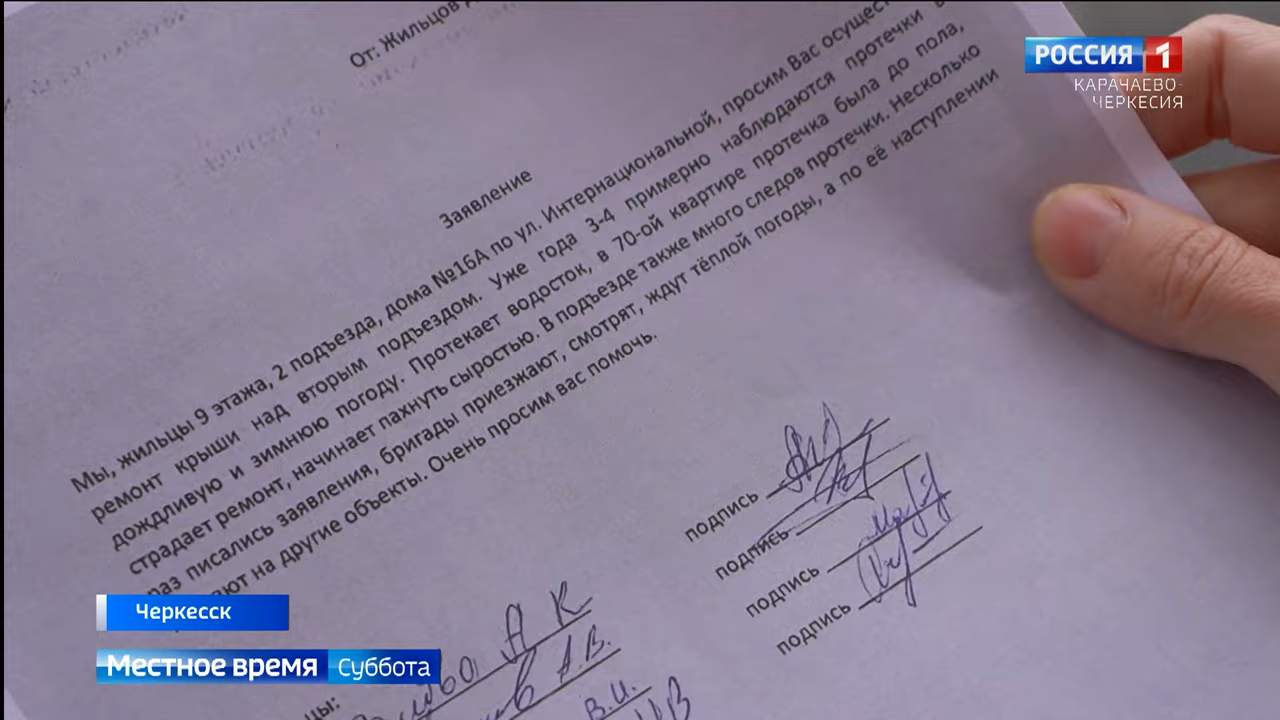 От: Жильцов
РОССИЯ 1
КАРАЧАЕВО-
ЧЕРКЕСИЯ
Заявление
Мы, жильцы 9 этажа, 2 подъезда, дома №16А по ул. Интернациональной, просим Вас осущест
ремонт крыши над вторым подъездом. Уже года 3-4 примерно наблюдаются протечки в
дождливую и зимнюю погоду. Протекает водосток, в 70-ой квартире протечка была до пола,
страдает ремонт, начинает пахнуть сыростью. В подъезде также много следов протечки. Несколько
раз писались заявления, бригады приезжают, смотрят, ждут тёплой погоды, а по её наступлении
на другие объекты. Очень просим вас помочь.
подпись
подпись
подпись
подпись
А К
А.В.
В.И.
Черкесск
Местное время Суббота